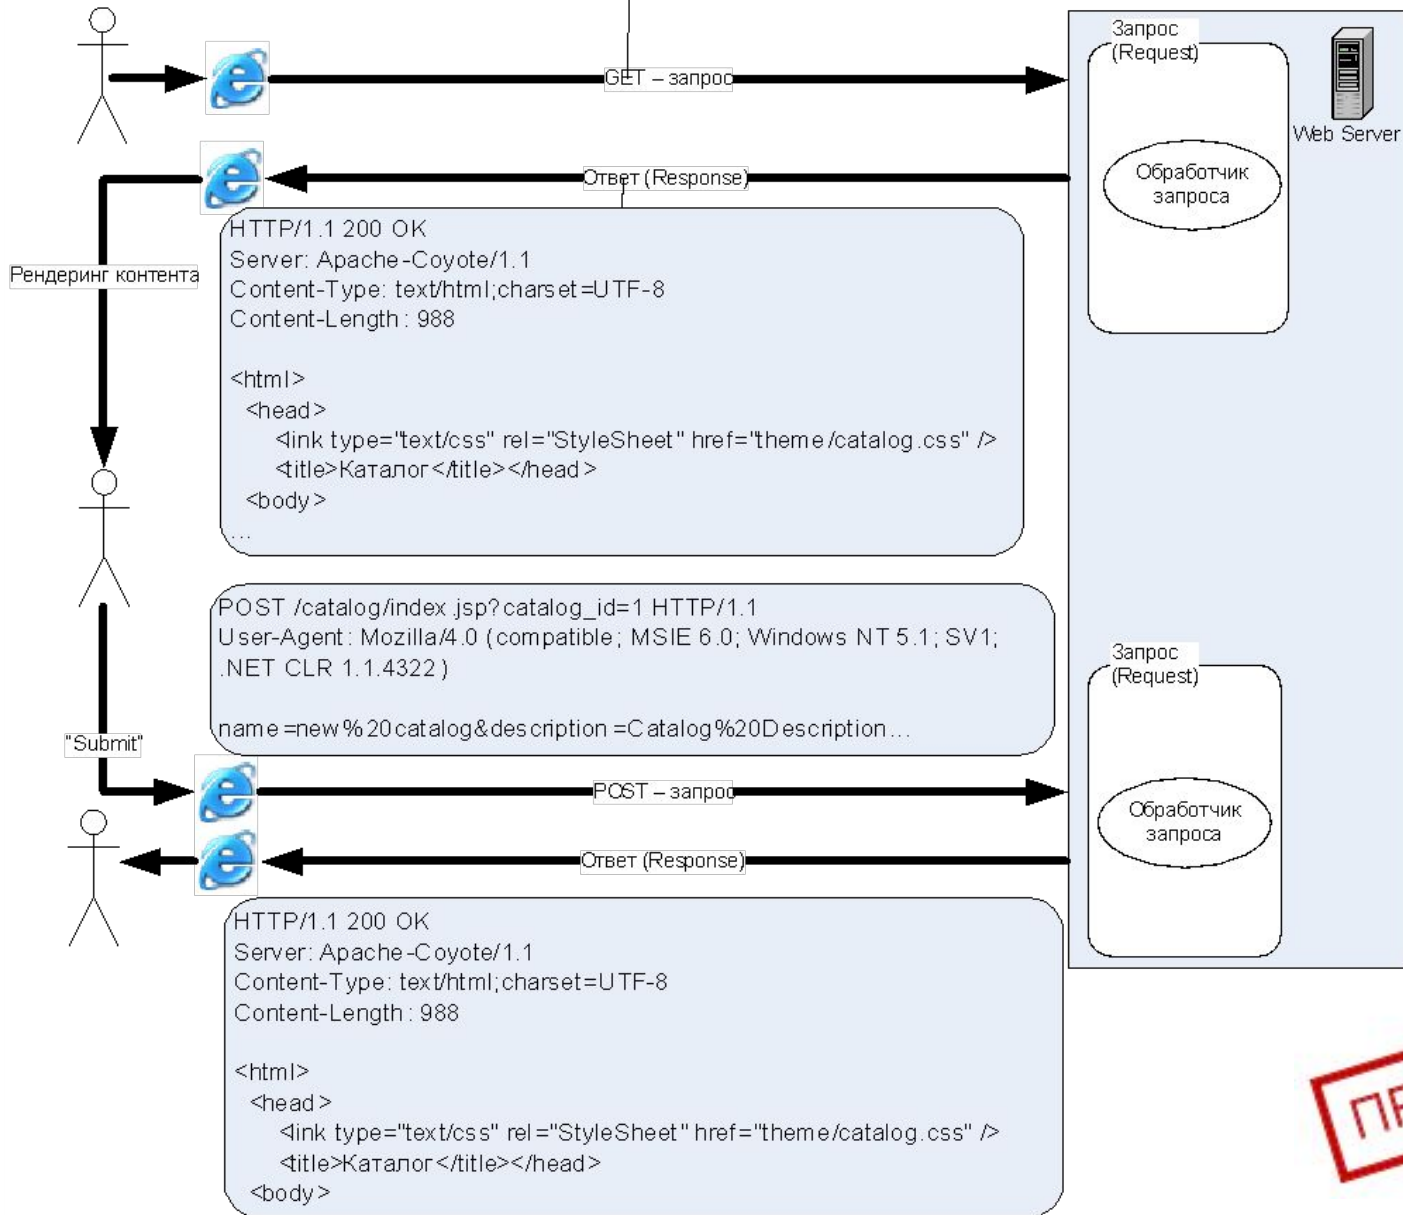 Запрос
(Request)
GET – запрос
Web Server
Обработчик
запроса
Ответ (Response)
HTTP/1.1 200 OK
Server: Apache-Coyote/1.1
Content-Type: text/html;charset=UTF-8
Content-Length: 988
<html>
<head>
<link type="text/css" rel="StyleSheet" href="theme/catalog.css" />
<title>Каталог</title></head>
<body>
...
Рендеринг контента
POST /catalog/index.jsp?catalog_id=1 HTTP/1.1
User-Agent: Mozilla/4.0 (compatible; MSIE 6.0; Windows NT 5.1; SV1;
.NET CLR 1.1.4322)
name=new%20catalog&description=Catalog%20Description...
Запрос
(Request)
"Submit"
POST – запрос
Обработчик
запроса
Ответ (Response)
HTTP/1.1 200 OK
Server: Apache-Coyote/1.1
Content-Type: text/html;charset=UTF-8
Content-Length: 988
<html>
<head>
<link type="text/css" rel="StyleSheet" href="theme/catalog.css" />
<title>Каталог</title></head>
<body>